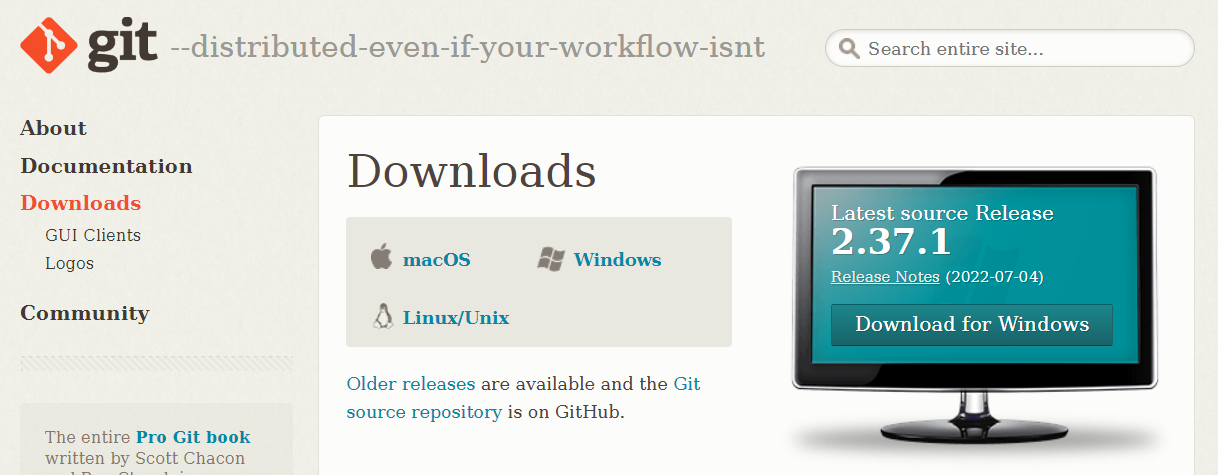 git --distributed-even-if-your-workflow-isnt
Search entire site...
About
Documentation
Downloads
GUI Clients
Logos
Community
The entire Pro Git book
written by Scott Chacon
Downloads
macOS
Windows
Linux/Unix
Older releases are available and the Git
source repository is on GitHub.
Latest source Release
2.37.1
Release Notes (2022-07-04)
Download for Windows